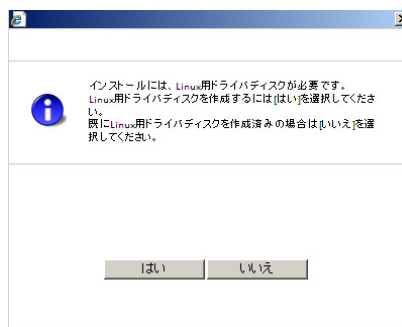 インストールには、Linux用ドライバディスクが必要です。
Linux用ドライバディスクを作成するには[はい]を選択してくださ
い。
既にLinux用ドライバディスクを作成済みの場合は[いいえ]を選
択してください。
はい
いいえ